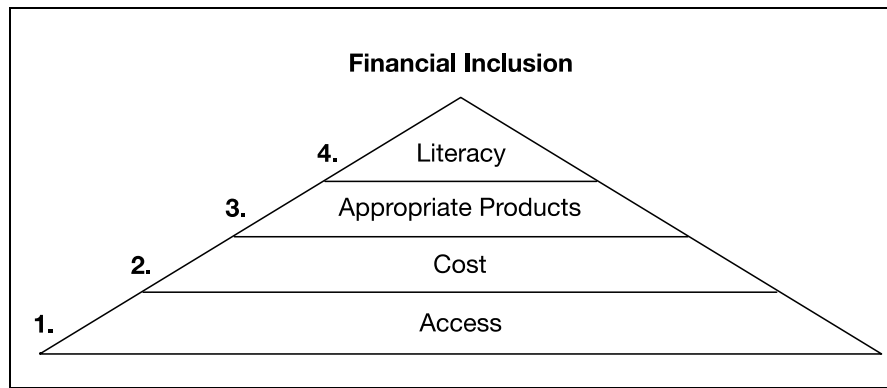 Financial Inclusion
4. Literacy
3. Appropriate Products
2. Cost
1. Access